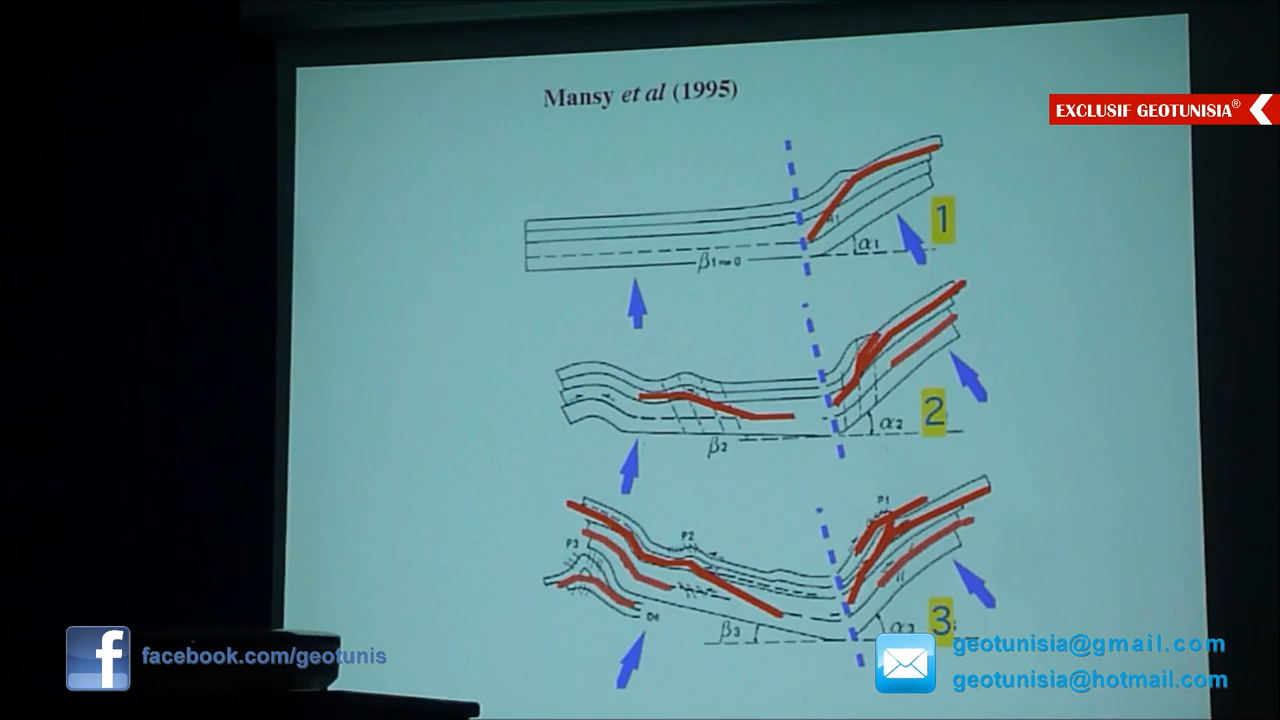 Mansy et al (1995)
EXCLUSIF GEOTUNISIA®
1
α1
β1≈0
2
α2
β2
P1
P2
P3
3
β3
α3
facebook.com/geotunis
geotunisia@gmail.com
geotunisia@hotmail.com